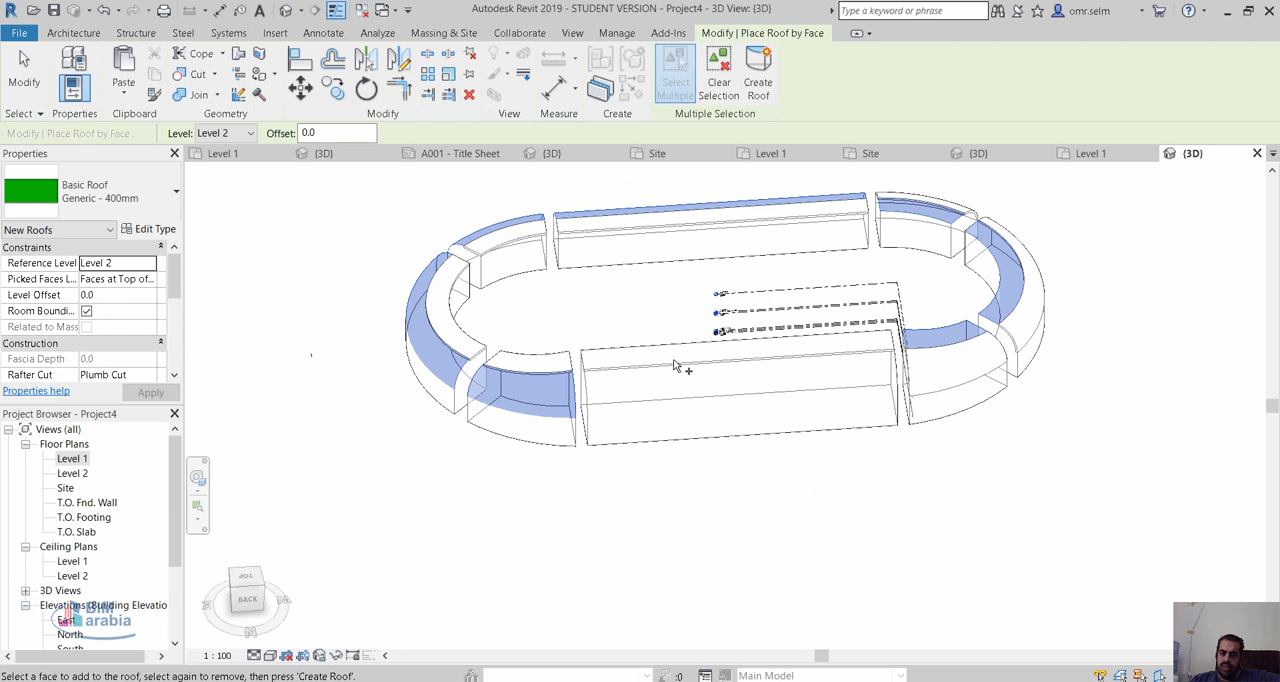 Autodesk Revit 2019 - STUDENT VERSION - Project4 - 3D View: {3D}
Type a keyword or phrase
omr.selm
File Architecture Structure Steel Systems Insert Annotate Analyze Massing & Site Collaborate View Manage Add-Ins Modify | Place Roof by Face
Modify Paste Cope Cut Join Select Multiple Clear Selection Create Roof
Select Properties Clipboard Geometry Modify View Measure Create Multiple Selection
Modify | Place Roof by Face Level: Level 2 Offset: 0.0
Properties
Level 1 {3D} A001 - Title Sheet {3D} Site Level 1 Site {3D} Level 1 {3D}
Basic Roof
Generic - 400mm
New Roofs Edit Type
Constraints
Reference Level Level 2
Picked Faces L... Faces at Top of...
Level Offset 0.0
Room Boundi...
Related to Mass
Construction
Fascia Depth 0.0
Rafter Cut Plumb Cut
Properties help Apply
Project Browser - Project4
Views (all)
Floor Plans
Level 1
Level 2
Site
T.O. Fnd. Wall
T.O. Footing
T.O. Slab
Ceiling Plans
Level 1
Level 2
3D Views
Elevations (Building Elevatio
East
North
South
BIM
arabia
TOP
BACK
1 : 100
Select a face to add to the roof, select again to remove, then press 'Create Roof'.
:0 Main Model